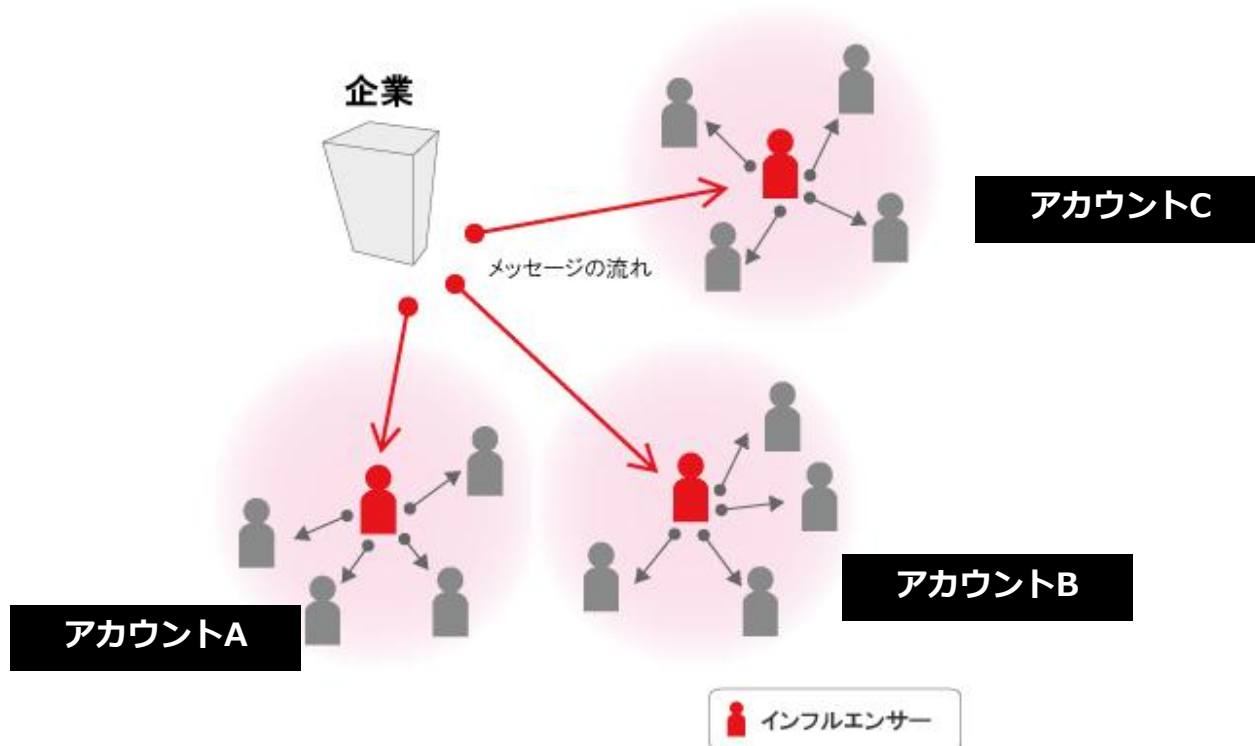 企業
アカウントC
メッセージの流れ
アカウントB
アカウントA
インフルエンサー